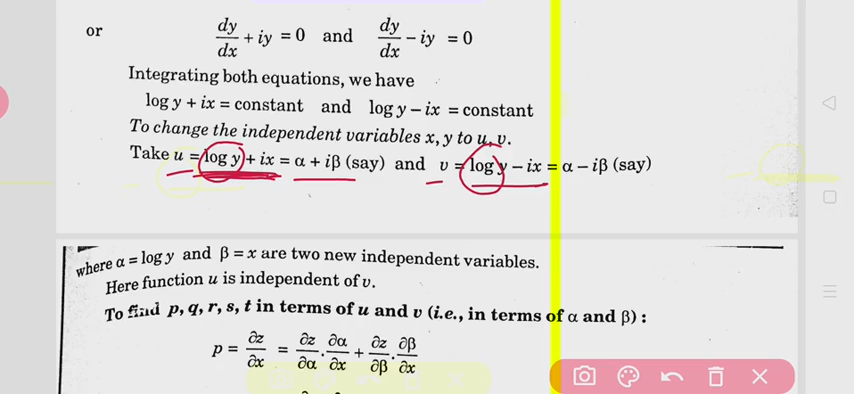 or dy/dx + iy = 0 and dy/dx − iy = 0
Integrating both equations, we have
log y + ix = constant and log y − ix = constant
To change the independent variables x, y to u, v.
Take u = log y + ix = α + iβ (say) and v = log y − ix = α − iβ (say)
where α = log y and β = x are two new independent variables.
Here function u is independent of v.
To find p, q, r, s, t in terms of u and v (i.e., in terms of α and β) :
p = ∂z/∂x = ∂z/∂α . ∂α/∂x + ∂z/∂β . ∂β/∂x